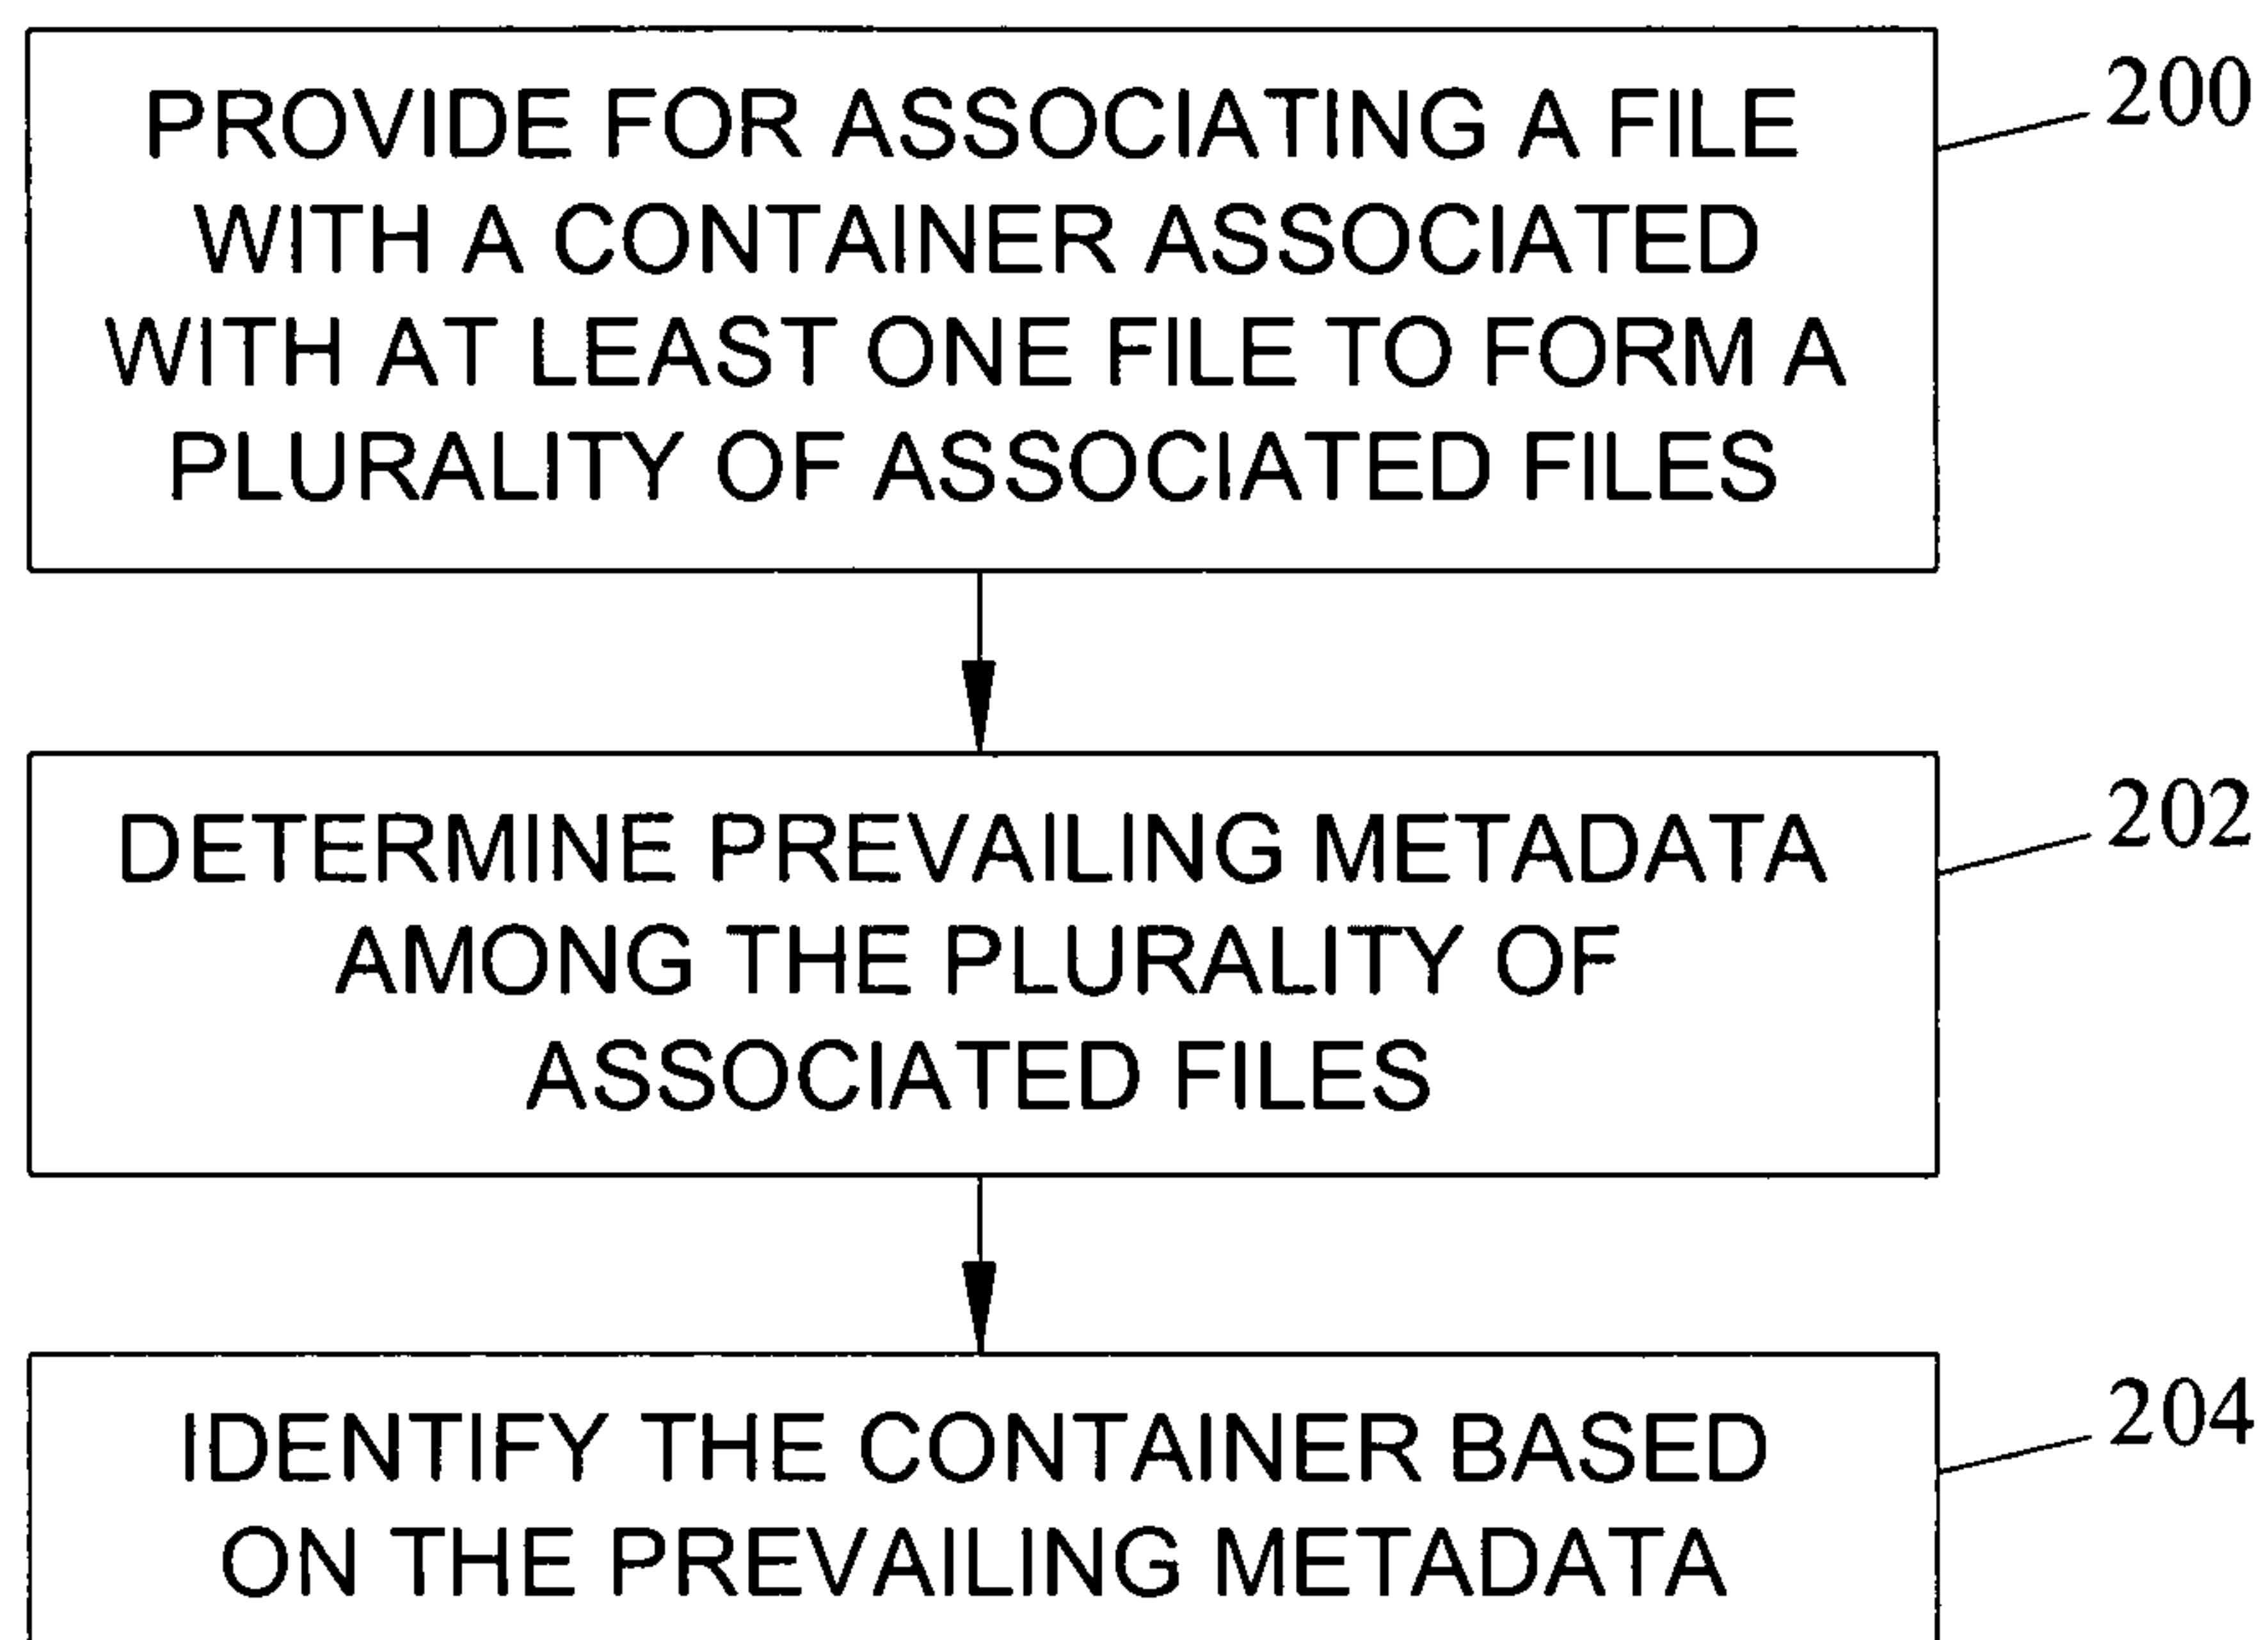 PROVIDE FOR ASSOCIATING A FILE
WITH A CONTAINER ASSOCIATED
WITH AT LEAST ONE FILE TO FORM A
PLURALITY OF ASSOCIATED FILES
200
DETERMINE PREVAILING METADATA
AMONG THE PLURALITY OF
ASSOCIATED FILES
202
IDENTIFY THE CONTAINER BASED
ON THE PREVAILING METADATA
204